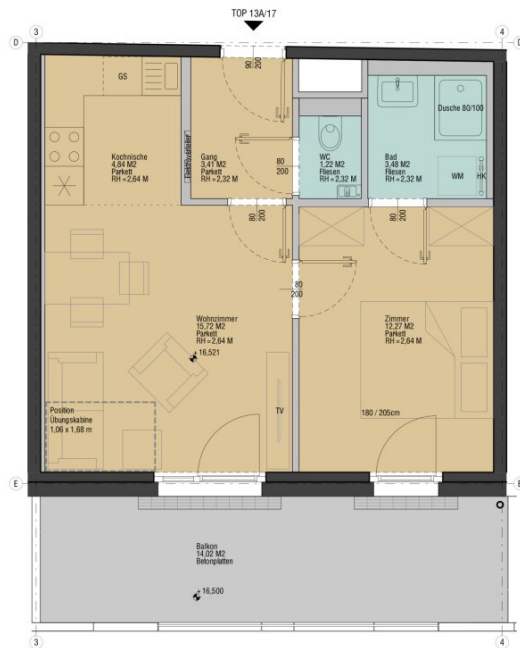 TOP 13A/17
3
4
D
D
90
200
GS
Dusche 80/100
Kochnische
4,84 M2
Parkett
RH =2,64 M
Gang
3,41 M2
Parkett
RH =2,32 M
80
200
WC
1,22 M2
Fliesen
RH =2,32 M
Bad
3,48 M2
Fliesen
RH =2,32 M
WM
HK
80
200
80
200
80
200
Wohnzimmer
15,72 M2
Parkett
RH =2,64 M
+16,521
Zimmer
12,27 M2
Parkett
RH =2,64 M
Position
Übungskabine
1,06 x 1,68 m
TV
180 / 205cm
E
E
Balkon
14,02 M2
Betonplatten
+16,500
3
4